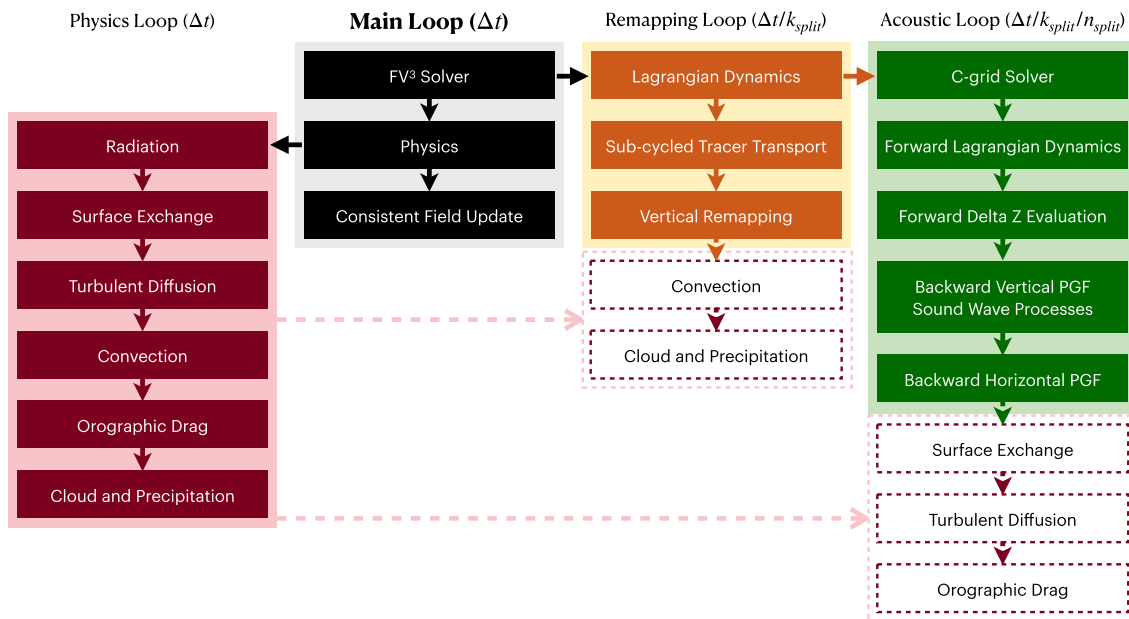 Physics Loop (Δt)
Main Loop (Δt)
Remapping Loop (Δt/k_split)
Acoustic Loop (Δt/k_split/n_split)
Radiation
Surface Exchange
Turbulent Diffusion
Convection
Orographic Drag
Cloud and Precipitation
FV³ Solver
Physics
Consistent Field Update
Lagrangian Dynamics
Sub-cycled Tracer Transport
Vertical Remapping
Convection
Cloud and Precipitation
C-grid Solver
Forward Lagrangian Dynamics
Forward Delta Z Evaluation
Backward Vertical PGF
Sound Wave Processes
Backward Horizontal PGF
Surface Exchange
Turbulent Diffusion
Orographic Drag